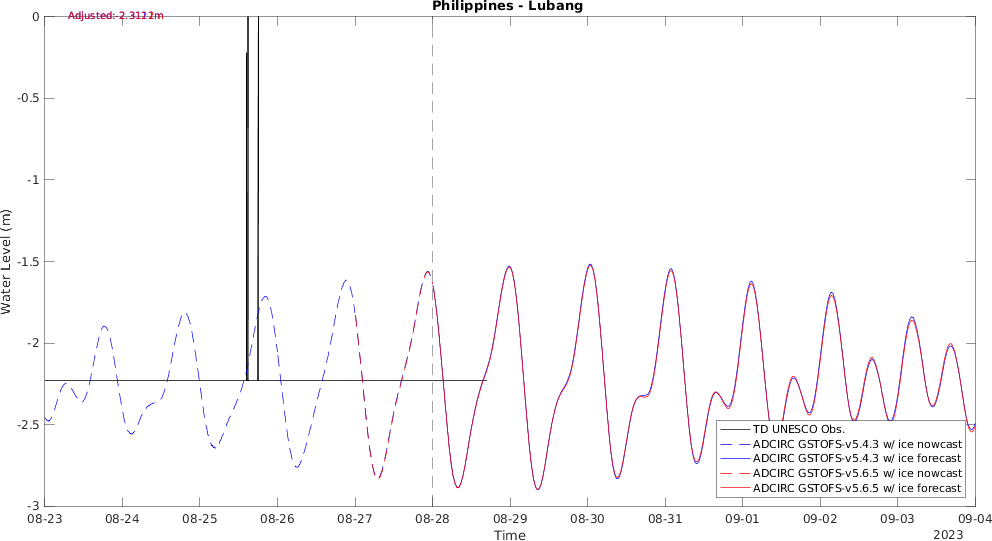 Philippines - Lubang
Adjusted: -2.3
0
-0.5
-1
-1.5
-2
-2.5
-3
Water Level (m)
08-23
08-24
08-25
08-26
08-27
08-28
08-29
08-30
08-31
09-01
09-02
09-03
09-04
Time
2023
TD UNESCO Obs.
ADCIRC GSTOFS-v5.4.3 w/ ice nowcast
ADCIRC GSTOFS-v5.4.3 w/ ice forecast
ADCIRC GSTOFS-v5.6.5 w/ ice nowcast
ADCIRC GSTOFS-v5.6.5 w/ ice forecast